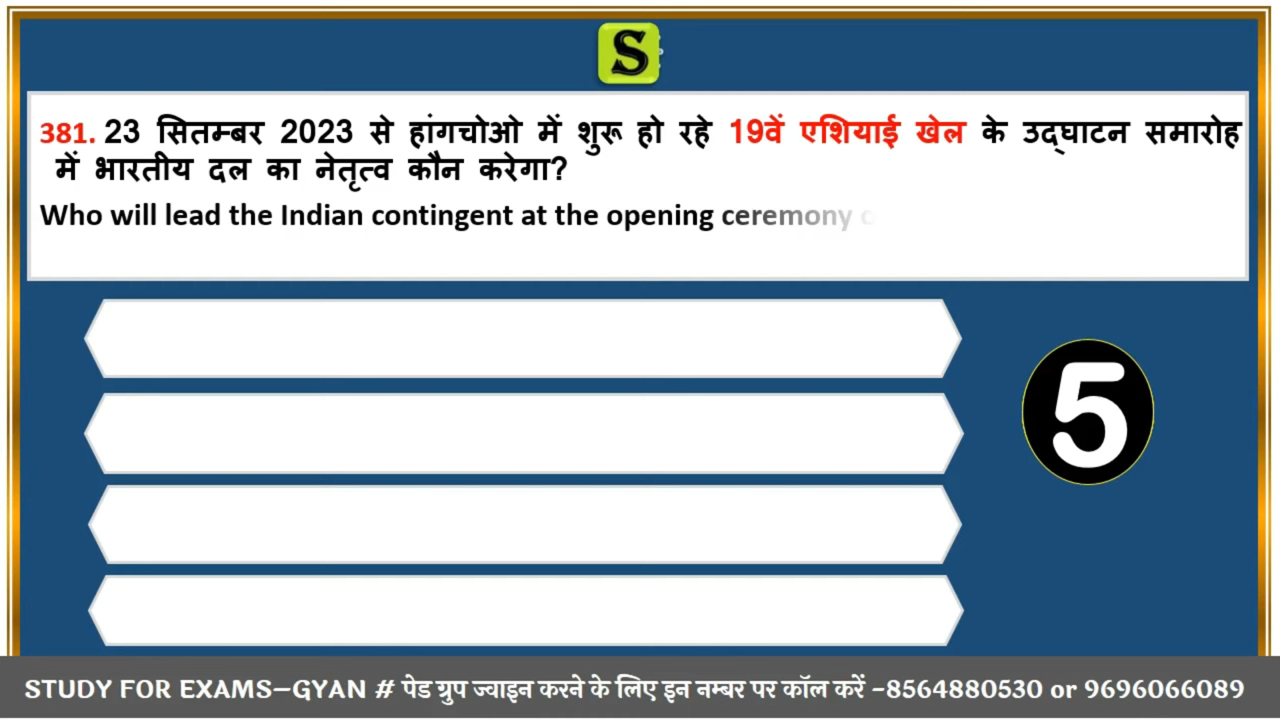 S
381. 23 सितम्बर 2023 से हांगचोओ में शुरू हो रहे 19वें एशियाई खेल के उद्घाटन समारोह
में भारतीय दल का नेतृत्व कौन करेगा?
Who will lead the Indian contingent at the opening ceremony
5
STUDY FOR EXAMS–GYAN # पेड ग्रुप ज्वाइन करने के लिए इन नम्बर पर कॉल करें -8564880530 or 9696066089